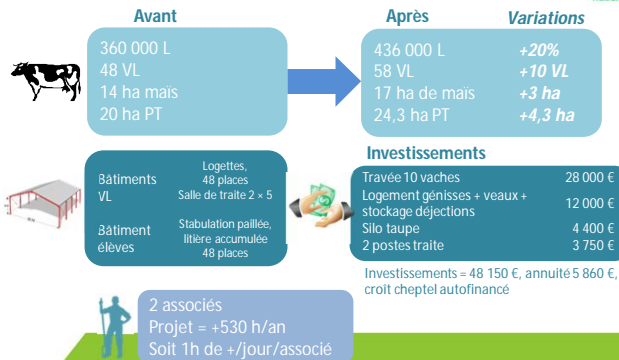 Avant
Après
Variations
360 000 L
48 VL
14 ha maïs
20 ha PT
436 000 L
+20%
58 VL
+10 VL
17 ha de maïs
+3 ha
24,3 ha PT
+4,3 ha
Bâtiments
VL
Logettes,
48 places
Salle de traite 2 × 5
Bâtiment
élèves
Stabulation paillée,
litière accumulée
48 places
Investissements
Travée 10 vaches 28 000 €
Logement génisses + veaux +
stockage déjections 12 000 €
Silo taupe 4 400 €
2 postes traite 3 750 €
Investissements = 48 150 €, annuité 5 860 €,
croit cheptel autofinancé
2 associés
Projet = +530 h/an
Soit 1h de +/jour/associé